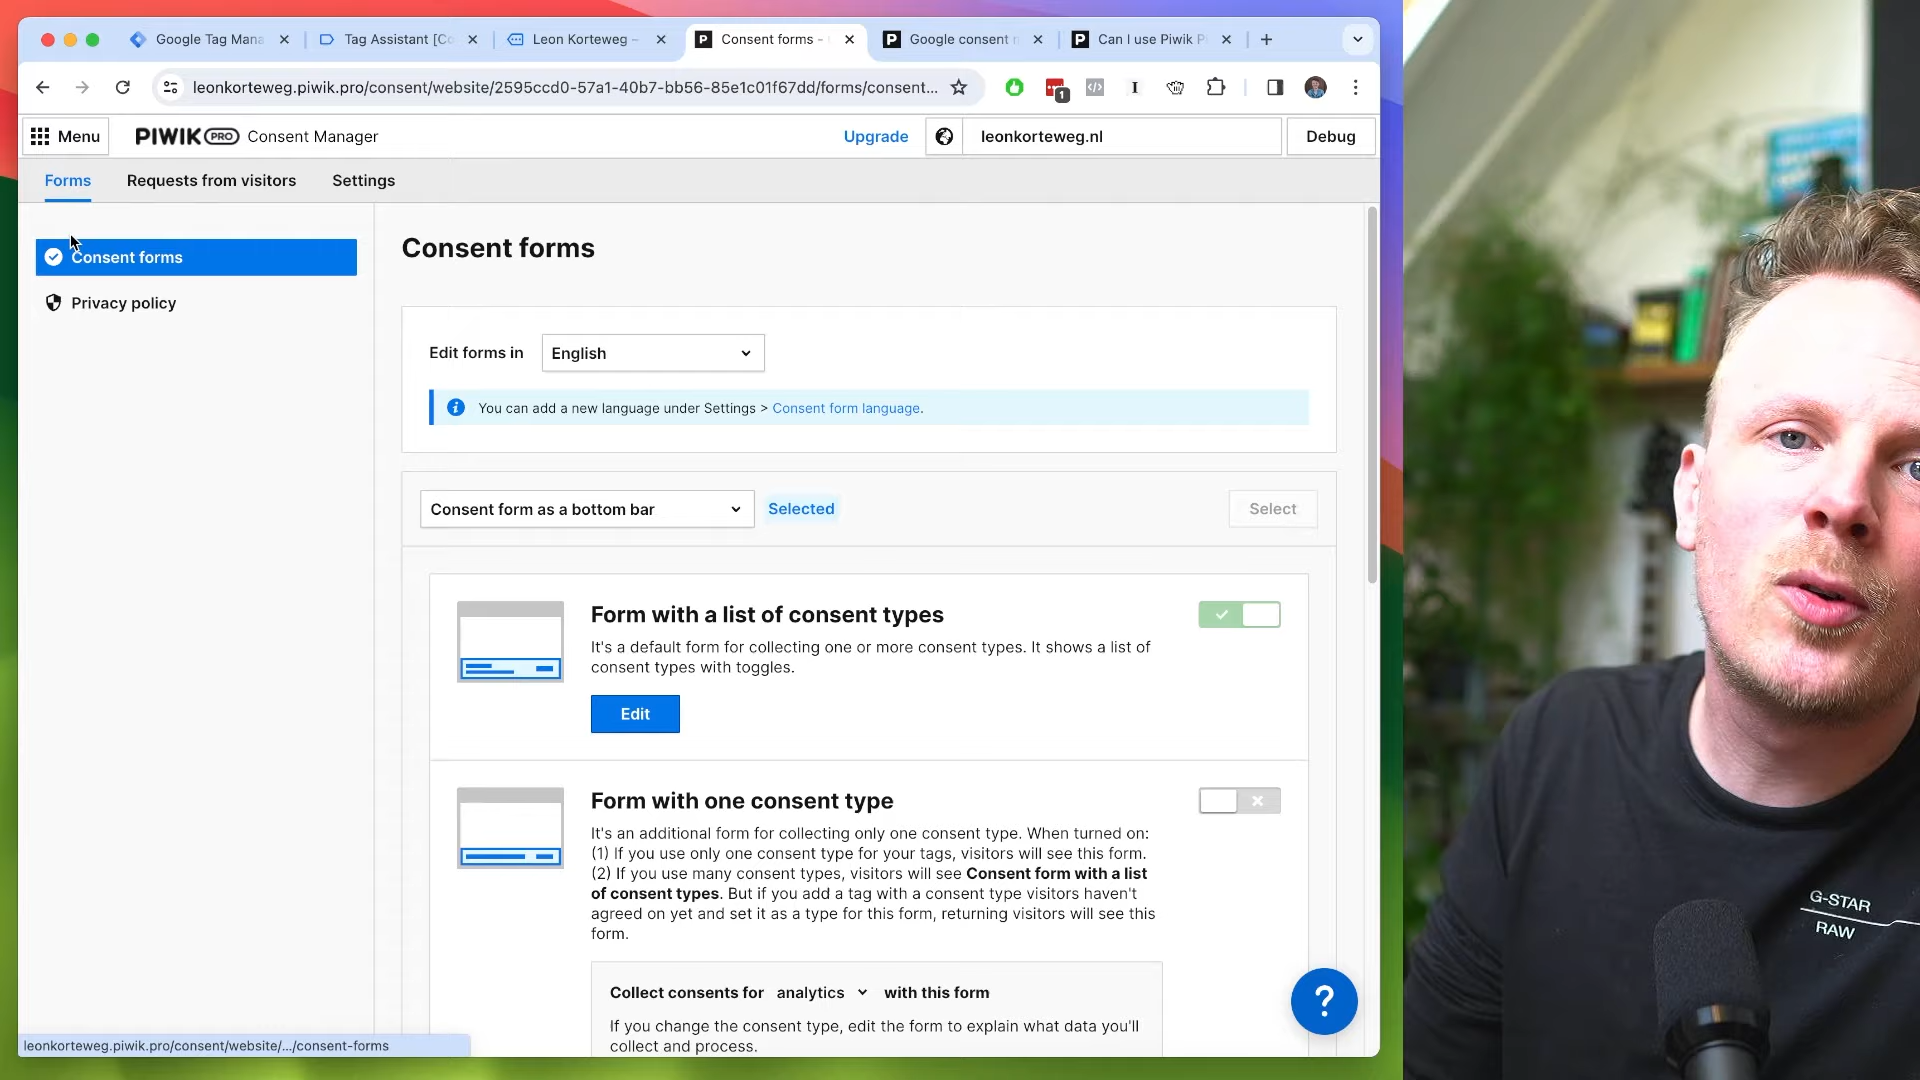 Google Tag Mana
Tag Assistant [Co
Leon Korteweg –
Consent forms –
Google consent m
Can I use Piwik P
leonkorteweg.piwik.pro/consent/website/2595ccd0-57a1-40b7-bb56-85e1c01f67dd/forms/consent...
1
Menu
PIWIK PRO Consent Manager
Upgrade
leonkorteweg.nl
Debug
Forms
Requests from visitors
Settings
Consent forms
Privacy policy
Consent forms
Edit forms in
English
You can add a new language under Settings > Consent form language.
Consent form as a bottom bar
Selected
Select
Form with a list of consent types
It's a default form for collecting one or more consent types. It shows a list of
consent types with toggles.
Edit
Form with one consent type
It's an additional form for collecting only one consent type. When turned on:
(1) If you use only one consent type for your tags, visitors will see this form.
(2) If you use many consent types, visitors will see Consent form with a list
of consent types. But if you add a tag with a consent type visitors haven't
agreed on yet and set it as a type for this form, returning visitors will see this
form.
Collect consents for analytics with this form
If you change the consent type, edit the form to explain what data you'll
collect and process.
?
leonkorteweg.piwik.pro/consent/website/.../consent-forms
G-STAR
RAW